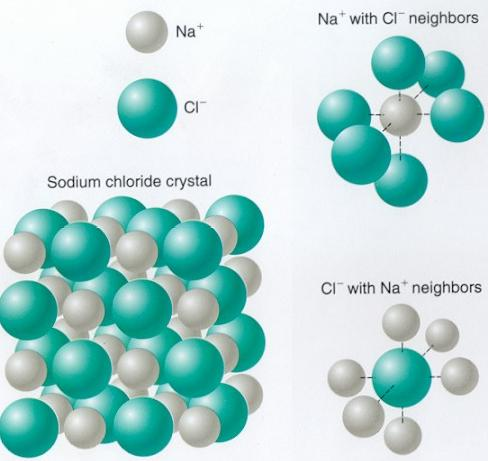 Na⁺
Cl⁻
Sodium chloride crystal
Na⁺ with Cl⁻ neighbors
Cl⁻ with Na⁺ neighbors